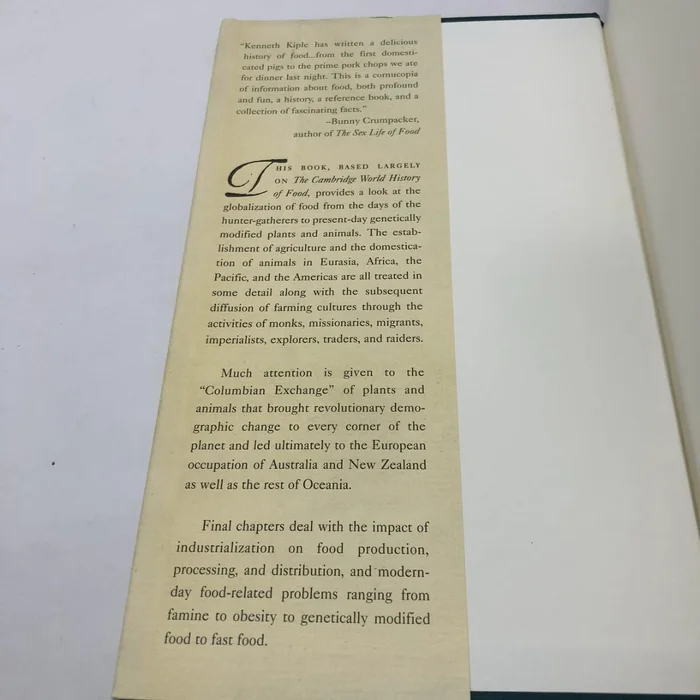 "Kenneth Kiple has written a delicious
history of food...from the first domesti-
cated pigs to the prime pork chops we ate
for dinner last night. This is a cornucopia
of information about food, both profound
and fun, a history, a reference book, and a
collection of fascinating facts."
–Bunny Crumpacker,
author of The Sex Life of Food
THIS BOOK, BASED LARGELY
ON The Cambridge World History
of Food, provides a look at the
globalization of food from the days of the
hunter-gatherers to present-day genetically
modified plants and animals. The estab-
lishment of agriculture and the domestica-
tion of animals in Eurasia, Africa, the
Pacific, and the Americas are all treated in
some detail along with the subsequent
diffusion of farming cultures through the
activities of monks, missionaries, migrants,
imperialists, explorers, traders, and raiders.
Much attention is given to the
"Columbian Exchange" of plants and
animals that brought revolutionary demo-
graphic change to every corner of the
planet and led ultimately to the European
occupation of Australia and New Zealand
as well as the rest of Oceania.
Final chapters deal with the impact of
industrialization on food production,
processing, and distribution, and modern-
day food-related problems ranging from
famine to obesity to genetically modified
food to fast food.